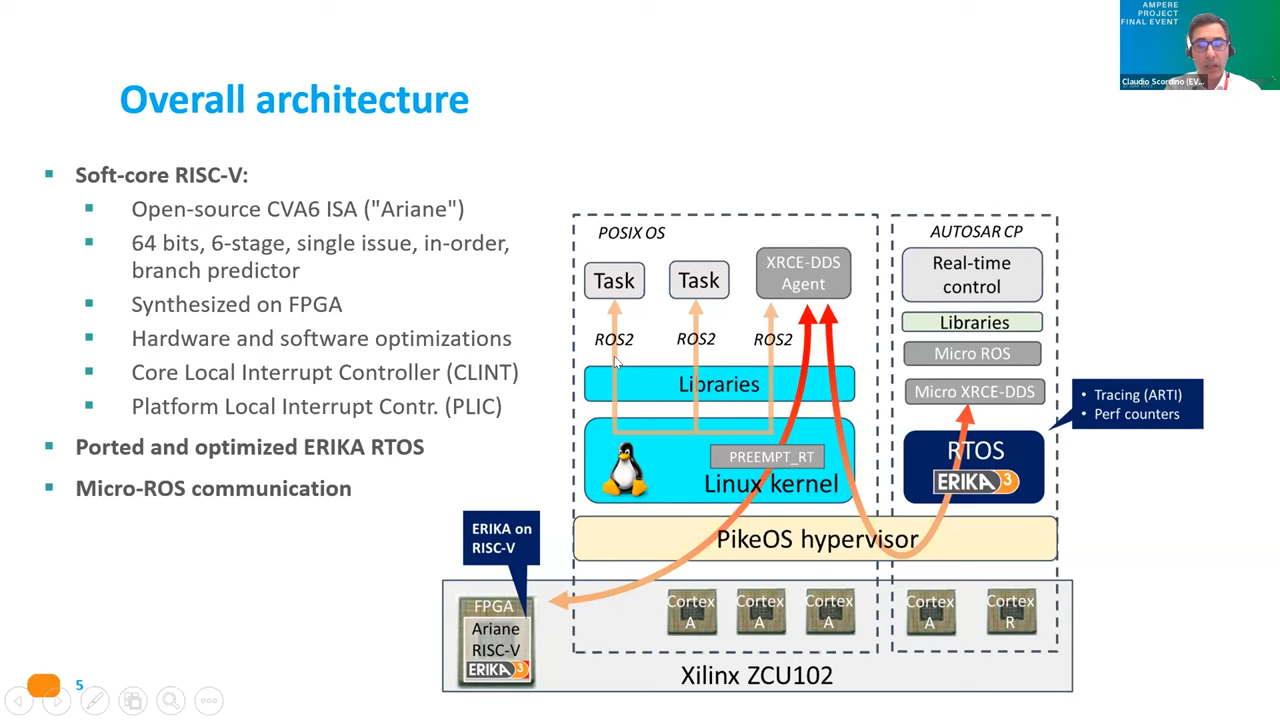 AMPERE
PROJECT
FINAL EVENT
Claudio Scordino (EV...
Overall architecture
Soft-core RISC-V:
Open-source CVA6 ISA ("Ariane")
64 bits, 6-stage, single issue, in-order,
branch predictor
Synthesized on FPGA
Hardware and software optimizations
Core Local Interrupt Controller (CLINT)
Platform Local Interrupt Contr. (PLIC)
Ported and optimized ERIKA RTOS
Micro-ROS communication
POSIX OS
Task
Task
XRCE-DDS
Agent
ROS2
ROS2
ROS2
Libraries
PREEMPT_RT
Linux kernel
AUTOSAR CP
Real-time
control
Libraries
Micro ROS
Micro XRCE-DDS
RTOS
ERIKA 3
• Tracing (ARTI)
• Perf counters
PikeOS hypervisor
ERIKA on
RISC-V
FPGA
Ariane
RISC-V
ERIKA 3
Cortex
A
Cortex
A
Cortex
A
Cortex
A
Cortex
R
Xilinx ZCU102
5